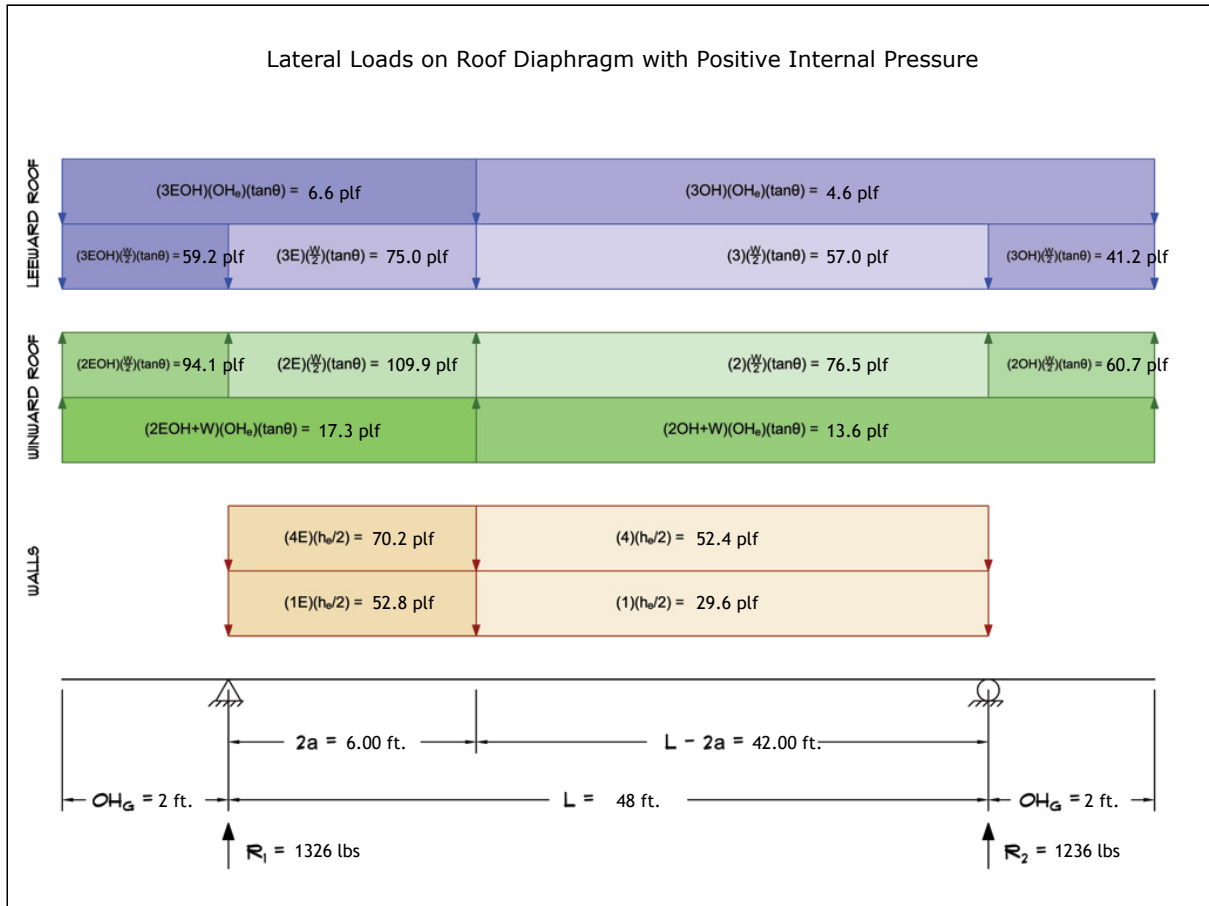 Lateral Loads on Roof Diaphragm with Positive Internal Pressure
LEEWARD ROOF
(3EOH)(OHₑ)(tanθ) = 6.6 plf
(3OH)(OHₑ)(tanθ) = 4.6 plf
(3EOH)(W/2)(tanθ) = 59.2 plf
(3E)(W/2)(tanθ) = 75.0 plf
(3)(W/2)(tanθ) = 57.0 plf
(3OH)(W/2)(tanθ) = 41.2 plf
WINWARD ROOF
(2EOH)(W/2)(tanθ) = 94.1 plf
(2E)(W/2)(tanθ) = 109.9 plf
(2)(W/2)(tanθ) = 76.5 plf
(2OH)(W/2)(tanθ) = 60.7 plf
(2EOH+W)(OHₑ)(tanθ) = 17.3 plf
(2OH+W)(OHₑ)(tanθ) = 13.6 plf
WALLS
(4E)(hₑ/2) = 70.2 plf
(4)(hₑ/2) = 52.4 plf
(1E)(hₑ/2) = 52.8 plf
(1)(hₑ/2) = 29.6 plf
2a = 6.00 ft.
L - 2a = 42.00 ft.
OH_G = 2 ft.
L = 48 ft.
OH_G = 2 ft.
R₁ = 1326 lbs
R₂ = 1236 lbs